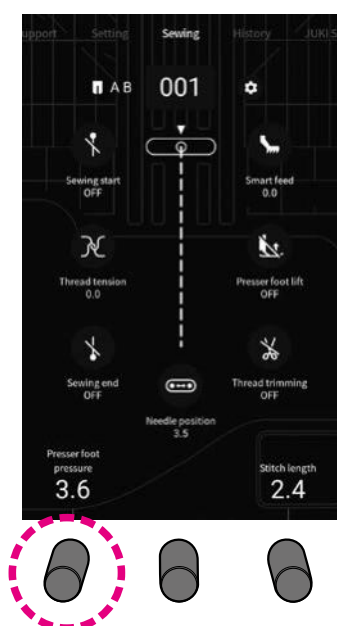 upport Setting Sewing History JUKI S
A B 001
Sewing start
OFF
Smart feed
0.0
Thread tension
0.0
Presser foot lift
OFF
Sewing end
OFF
Thread trimming
OFF
Needle position
3.5
Presser foot
pressure
3.6
Stitch length
2.4